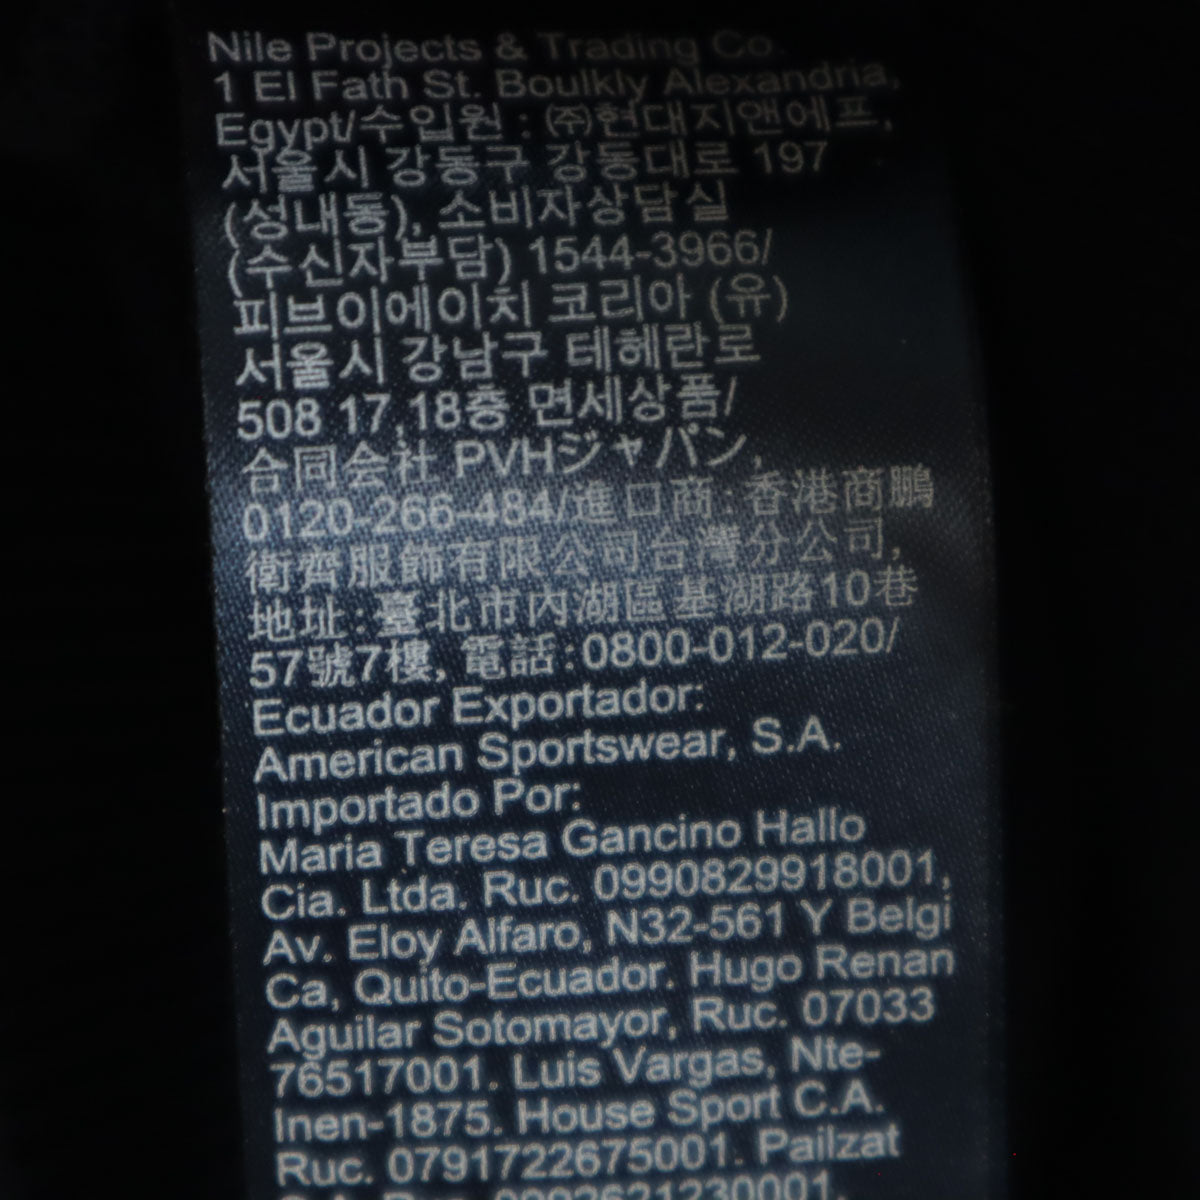 Nile Projects & Trading Co.
1 El Fath St. Boulkly Alexandria,
Egypt/수입원 : ㈜현대지앤에프,
서울시 강동구 강동대로 197
(성내동), 소비자상담실
(수신자부담) 1544-3966/
피브이에이치 코리아 (유)
서울시 강남구 테헤란로
508 17,18층 면세상품/
合同会社 PVHジャパン,
0120-266-484/進口商:香港商鵬
衛齊服飾有限公司台灣分公司,
地址:臺北市內湖區基湖路10巷
57號7樓, 電話:0800-012-020/
Ecuador Exportador:
American Sportswear, S.A.
Importado Por:
Maria Teresa Gancino Hallo
Cia. Ltda. Ruc. 0990829918001,
Av. Eloy Alfaro, N32-561 Y Belgi
Ca, Quito-Ecuador. Hugo Renan
Aguilar Sotomayor, Ruc. 07033
76517001. Luis Vargas, Nte-
Inen-1875. House Sport C.A.
Ruc. 0791722675001. Pailzat